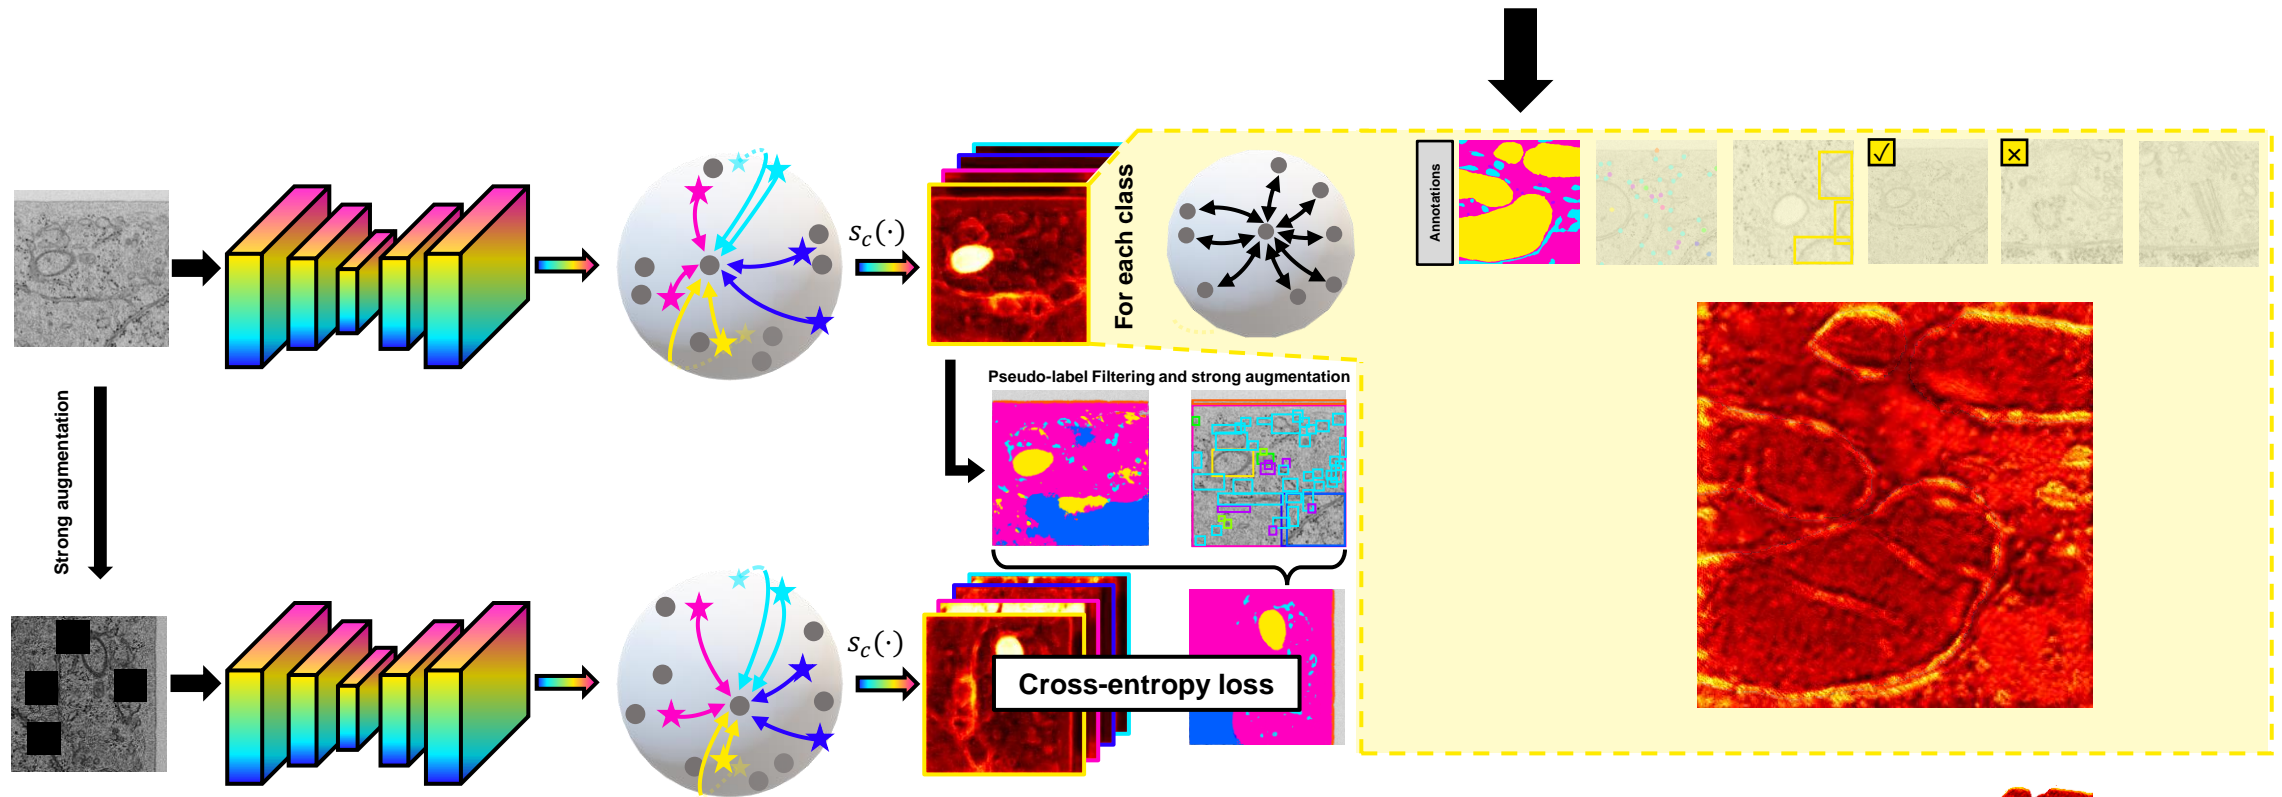 Strong augmentation
s_c(·)
For each class
Annotations
✓
×
Pseudo-label Filtering and strong augmentation
s_c(·)
Cross-entropy loss